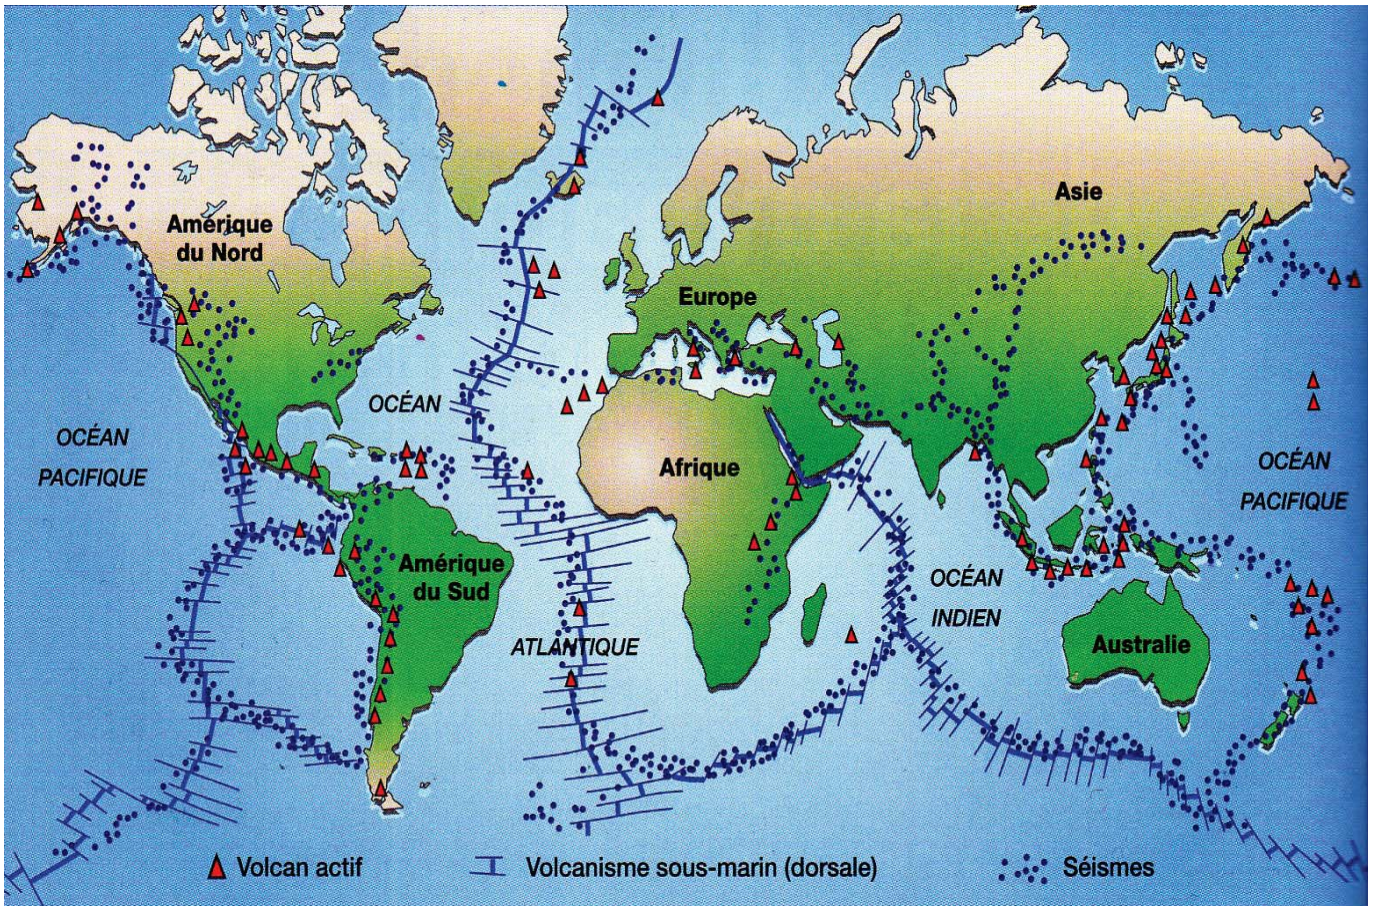 Amérique
du Nord
Asie
Europe
OCÉAN
OCÉAN
PACIFIQUE
Afrique
OCÉAN
PACIFIQUE
Amérique
du Sud
OCÉAN
INDIEN
ATLANTIQUE
Australie
Volcan actif
Volcanisme sous-marin (dorsale)
Séismes